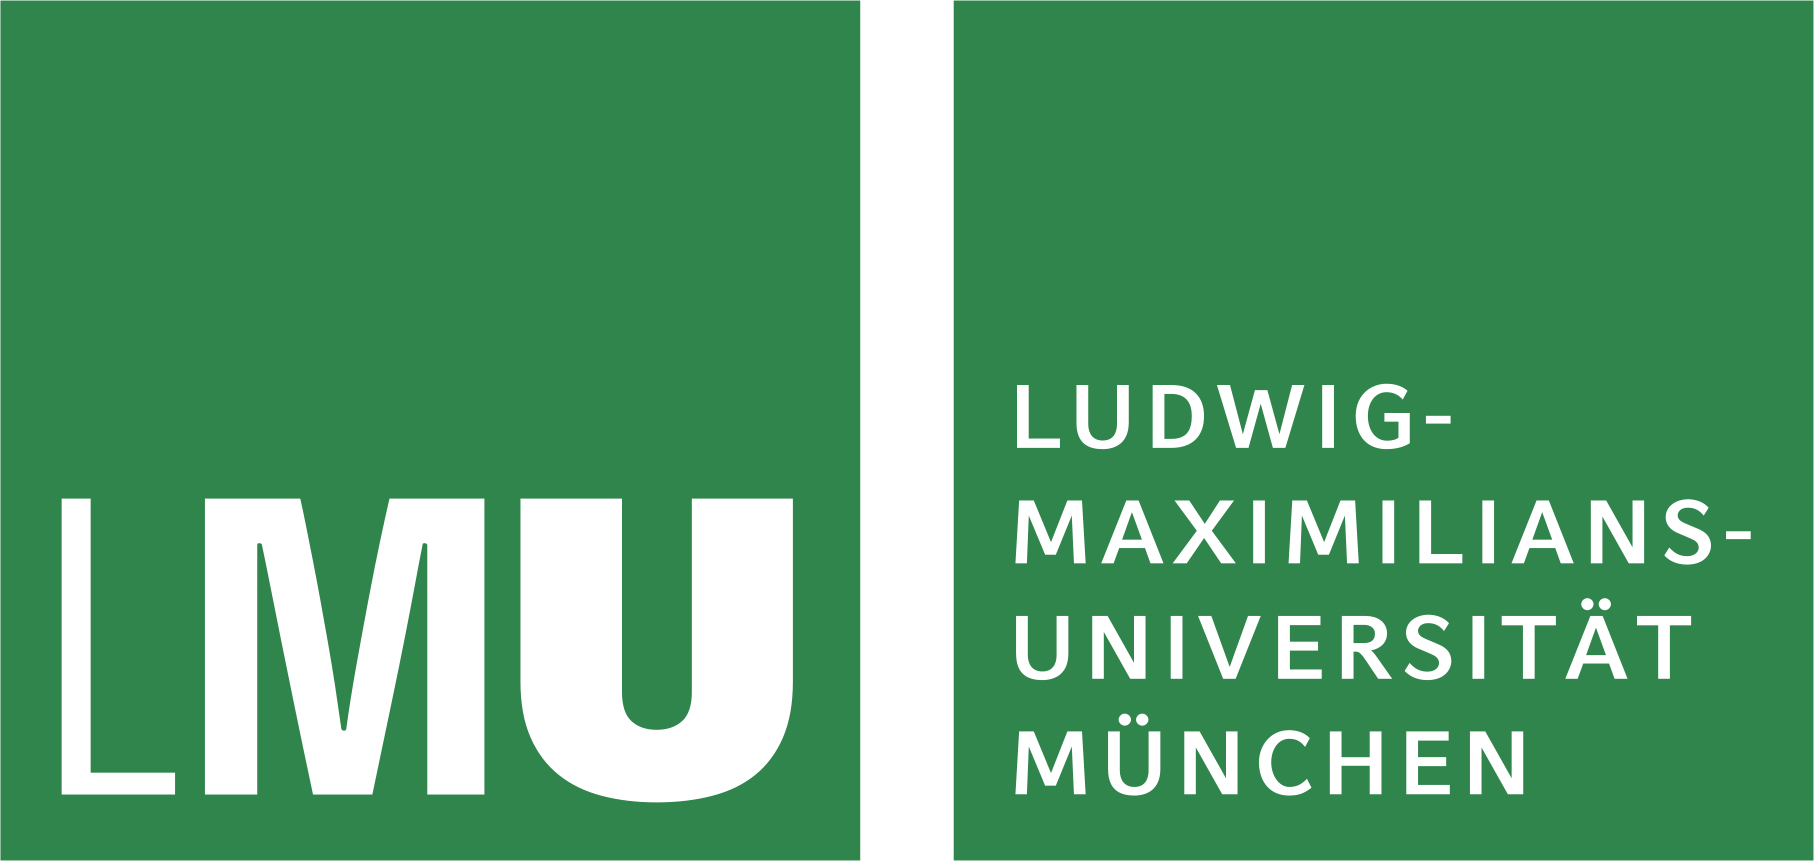 LMU
LUDWIG-
MAXIMILIANS-
UNIVERSITÄT
MÜNCHEN